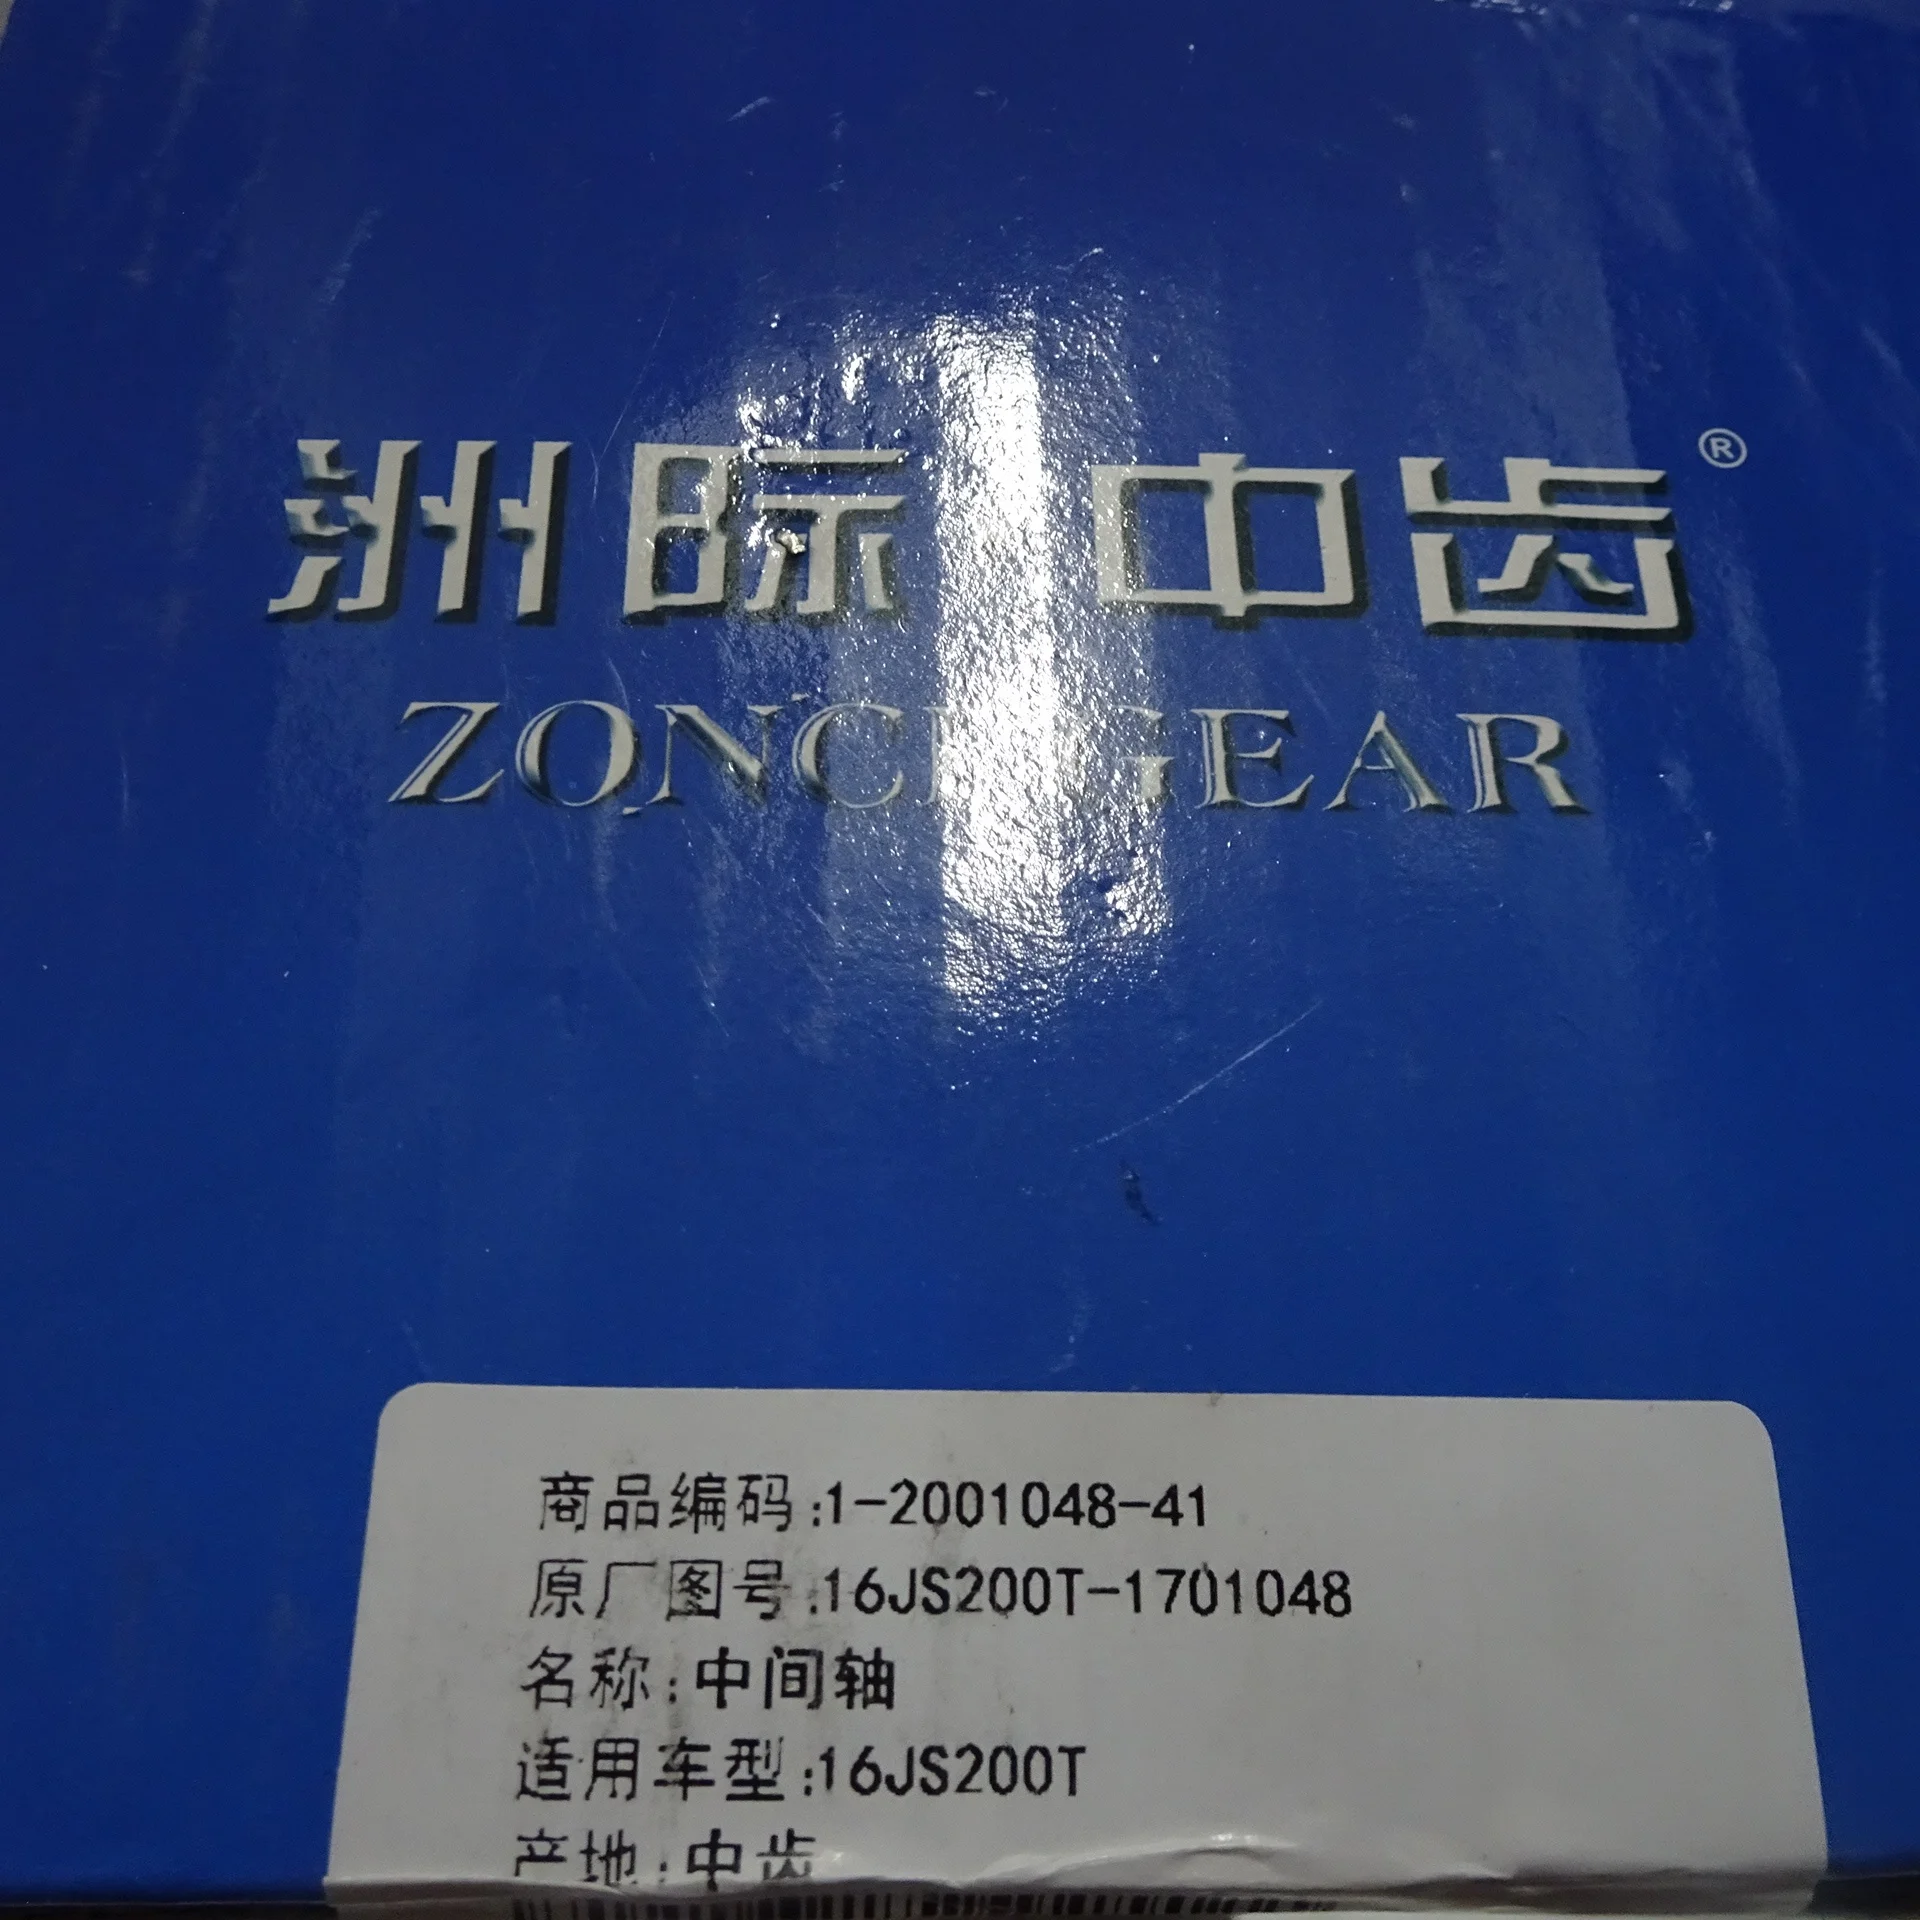 洲际 中齿®
GEAR
商品编码:1-2001048-41
原厂图号:16JS200T-1701048
名称:中间轴
适用车型:16JS200T
产地:中齿